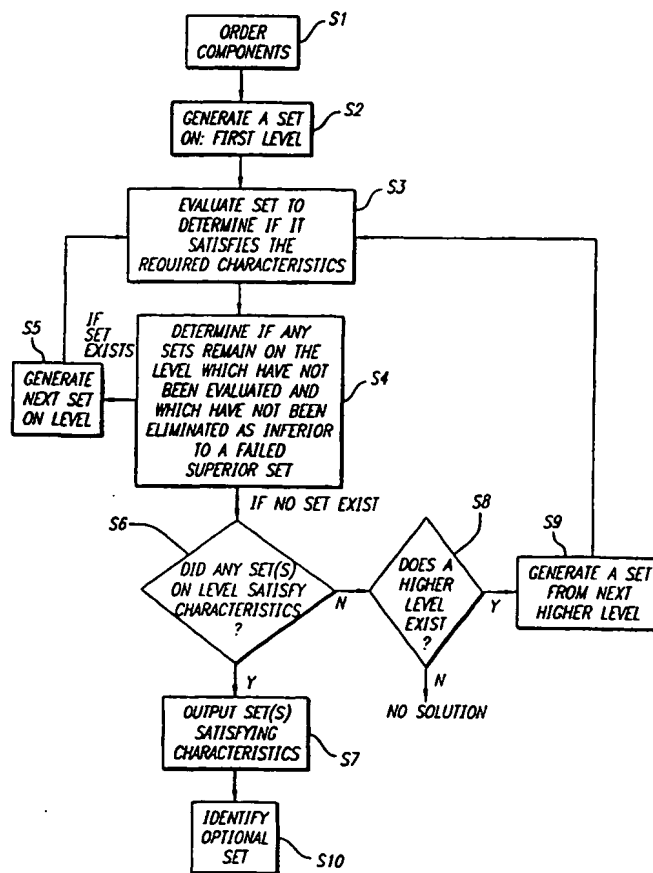 S1
ORDER
COMPONENTS
S2
GENERATE A SET
ON: FIRST LEVEL
S3
EVALUATE SET TO
DETERMINE IF IT
SATISFIES THE
REQUIRED CHARACTERISTICS
S4
DETERMINE IF ANY
SETS REMAIN ON THE
LEVEL WHICH HAVE NOT
BEEN EVALUATED AND
WHICH HAVE NOT BEEN
ELIMINATED AS INFERIOR
TO A FAILED
SUPERIOR SET
S5
IF
SET
EXISTS
GENERATE
NEXT SET
ON LEVEL
IF NO SET EXIST
S6
DID ANY SET(S)
ON LEVEL SATISFY
CHARACTERISTICS
?
N
Y
S8
DOES A
HIGHER
LEVEL
EXIST
?
Y
N
NO SOLUTION
S9
GENERATE A SET
FROM NEXT
HIGHER LEVEL
OUTPUT SET(S)
SATISFYING
CHARACTERISTICS
S7
IDENTIFY
OPTIONAL
SET
S10